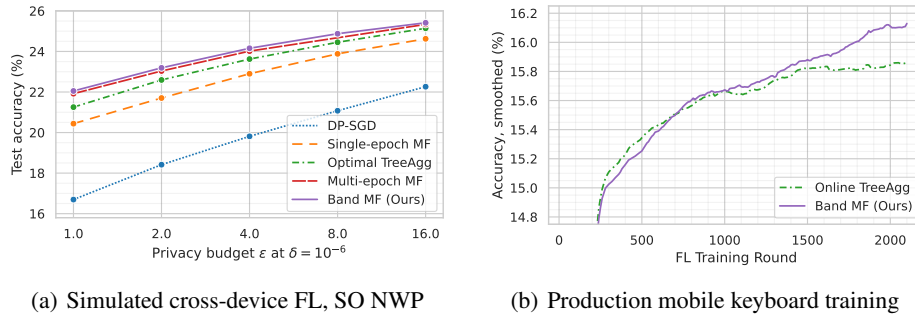 26
24
22
20
18
16
Test accuracy (%)
DP-SGD
Single-epoch MF
Optimal TreeAgg
Multi-epoch MF
Band MF (Ours)
1.0 2.0 4.0 8.0 16.0
Privacy budget ε at δ = 10⁻⁶
(a) Simulated cross-device FL, SO NWP
16.2
16.0
15.8
15.6
15.4
15.2
15.0
14.8
Accuracy, smoothed (%)
Online TreeAgg
Band MF (Ours)
0 500 1000 1500 2000
FL Training Round
(b) Production mobile keyboard training